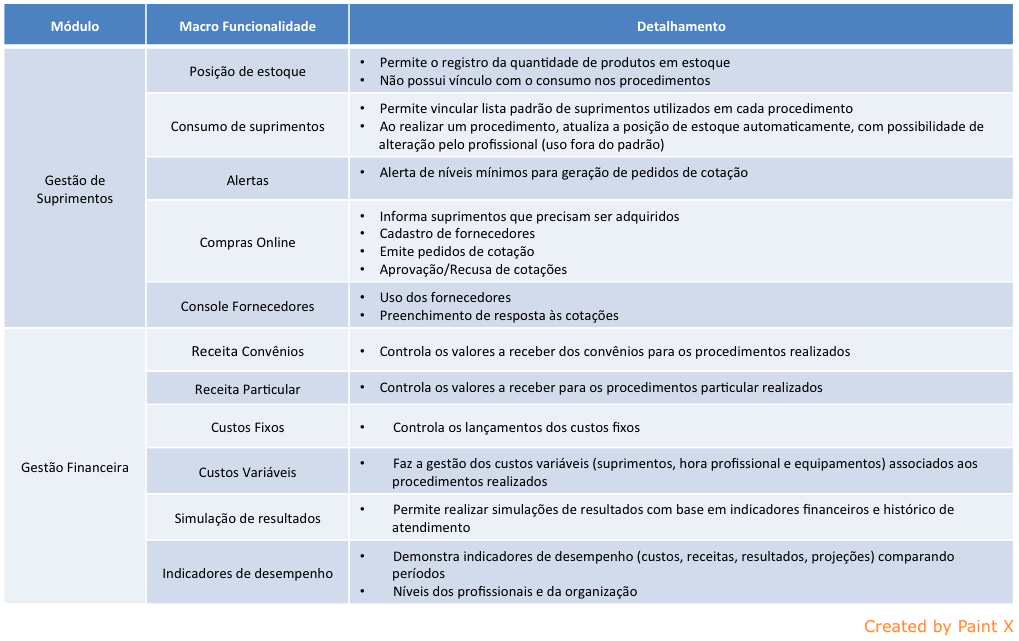 Módulo
Macro Funcionalidade
Detalhamento
Gestão de
Suprimentos
Posição de estoque
• Permite o registro da quantidade de produtos em estoque
• Não possui vínculo com o consumo nos procedimentos
Consumo de suprimentos
• Permite vincular lista padrão de suprimentos utilizados em cada procedimento
• Ao realizar um procedimento, atualiza a posição de estoque automaticamente, com possibilidade de
alteração pelo profissional (uso fora do padrão)
Alertas
• Alerta de níveis mínimos para geração de pedidos de cotação
Compras Online
• Informa suprimentos que precisam ser adquiridos
• Cadastro de fornecedores
• Emite pedidos de cotação
• Aprovação/Recusa de cotações
Console Fornecedores
• Uso dos fornecedores
• Preenchimento de resposta às cotações
Gestão Financeira
Receita Convênios
• Controla os valores a receber dos convênios para os procedimentos realizados
Receita Particular
• Controla os valores a receber para os procedimentos particular realizados
Custos Fixos
• Controla os lançamentos dos custos fixos
Custos Variáveis
• Faz a gestão dos custos variáveis (suprimentos, hora profissional e equipamentos) associados aos
procedimentos realizados
Simulação de resultados
• Permite realizar simulações de resultados com base em indicadores financeiros e histórico de
atendimento
Indicadores de desempenho
• Demonstra indicadores de desempenho (custos, receitas, resultados, projeções) comparando
períodos
• Níveis dos profissionais e da organização
Created by Paint X